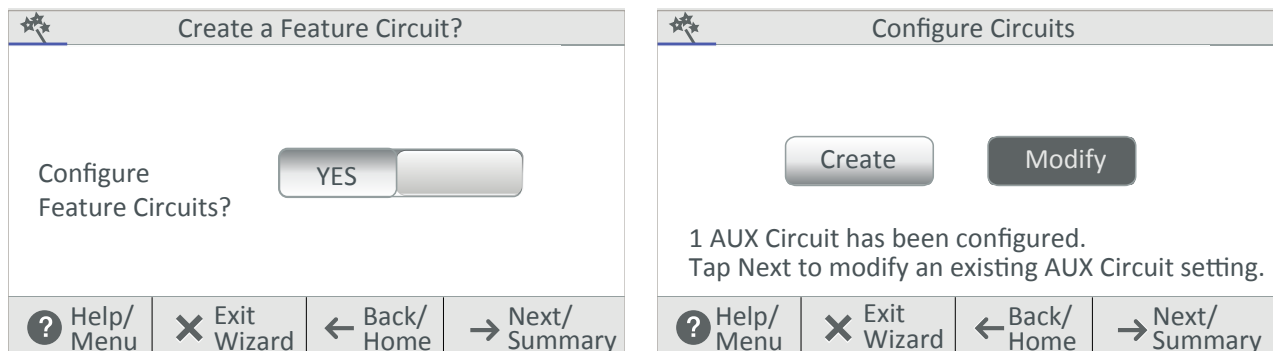 Create a Feature Circuit?
Configure
Feature Circuits?
YES
Help/
Menu
Exit
Wizard
Back/
Home
Next/
Summary
Configure Circuits
Create
Modify
1 AUX Circuit has been configured.
Tap Next to modify an existing AUX Circuit setting.
Help/
Menu
Exit
Wizard
Back/
Home
Next/
Summary